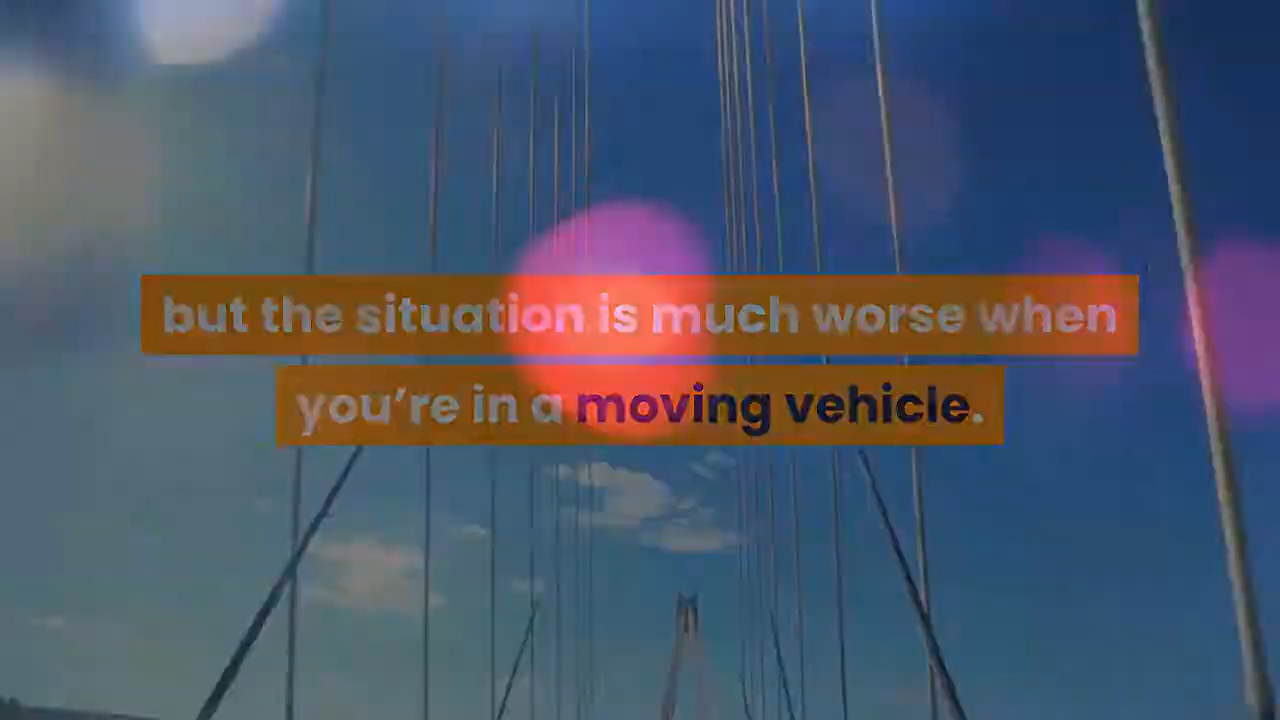 but the situation is much worse when
you’re in a moving vehicle.